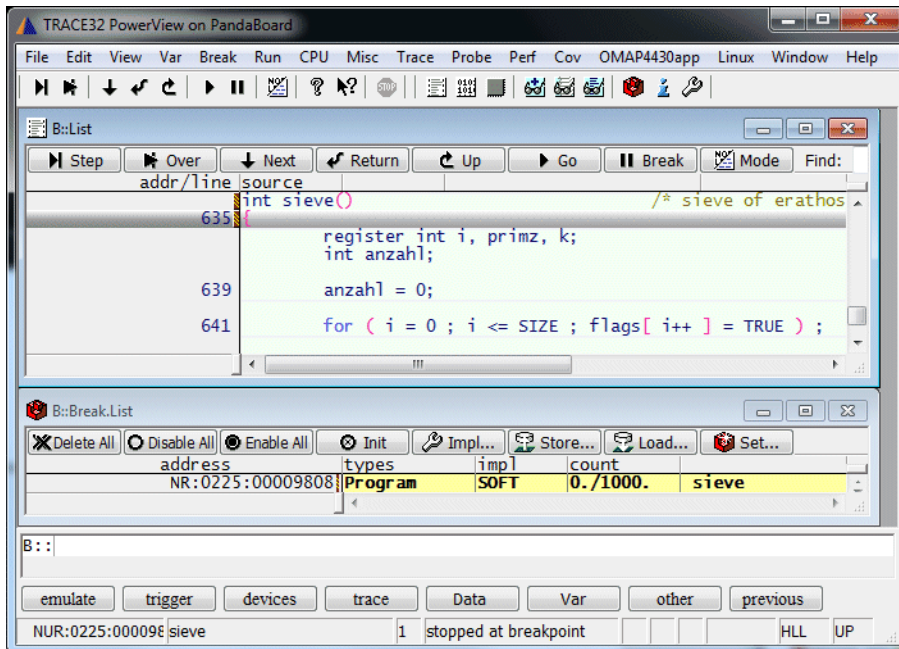 TRACE32 PowerView on PandaBoard
File Edit View Var Break Run CPU Misc Trace Probe Perf Cov OMAP4430app Linux Window Help
B::List
Step Over Next Return Up Go Break Mode Find:
addr/line source
int sieve() /* sieve of erathos
635 {
register int i, primz, k;
int anzahl;
639 anzahl = 0;
641 for ( i = 0 ; i <= SIZE ; flags[ i++ ] = TRUE ) ;
B::Break.List
Delete All Disable All Enable All Init Impl... Store... Load... Set...
address types impl count
NR:0225:00009808 Program SOFT 0./1000. sieve
B::
emulate trigger devices trace Data Var other previous
NUR:0225:000098 sieve 1 stopped at breakpoint HLL UP